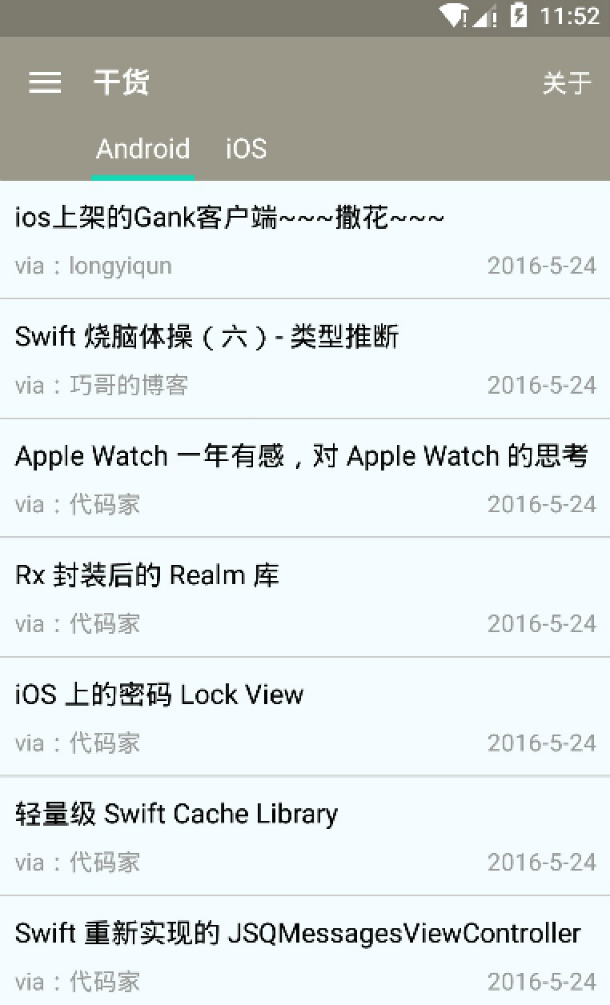 11:52
干货
关于
Android iOS
ios上架的Gank客户端~~~撒花~~~
via：longyiqun 2016-5-24
Swift 烧脑体操（六）- 类型推断
via：巧哥的博客 2016-5-24
Apple Watch 一年有感，对 Apple Watch 的思考
via：代码家 2016-5-24
Rx 封装后的 Realm 库
via：代码家 2016-5-24
iOS 上的密码 Lock View
via：代码家 2016-5-24
轻量级 Swift Cache Library
via：代码家 2016-5-24
Swift 重新实现的 JSQMessagesViewController
via：代码家 2016-5-24